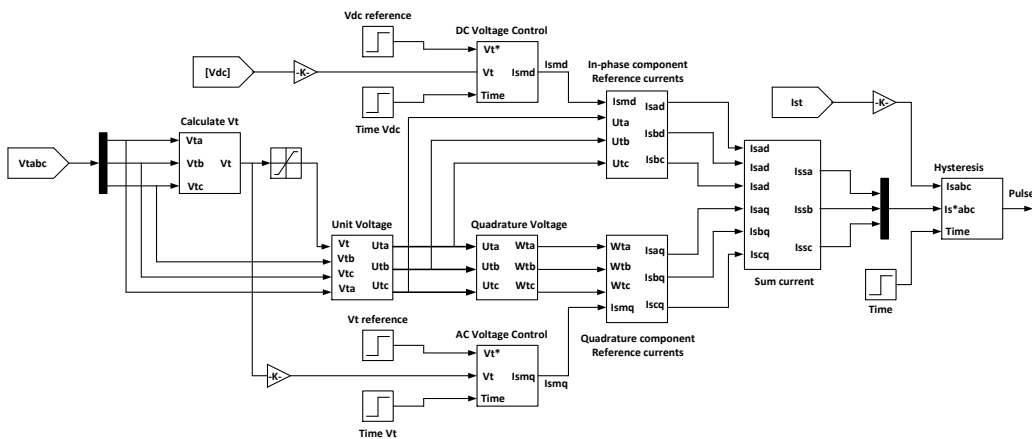 Vdc reference
DC Voltage Control
Vt*
Vt
Time
Ismd
Ismd
[Vdc]
-K-
Time Vdc
In-phase component
Reference currents
Ismd
Uta
Utb
Utc
Isad
Isbd
Isbc
Ist
-K-
Vtabc
Calculate Vt
Vta
Vtb
Vtc
Vt
Isad
Isad
Isad
Isaq
Isbq
Iscq
Issa
Issb
Issc
Sum current
Hysteresis
Isabc
Is*abc
Time
Pulse
Time
Unit Voltage
Vt
Vtb
Vtc
Vta
Uta
Utb
Utc
Quadrature Voltage
Uta
Utb
Utc
Wta
Wtb
Wtc
Wta
Wtb
Wtc
Ismq
Isaq
Isbq
Iscq
Quadrature component
Reference currents
Vt reference
AC Voltage Control
Vt*
Vt
Time
Ismq
Ismq
-K-
Time Vt